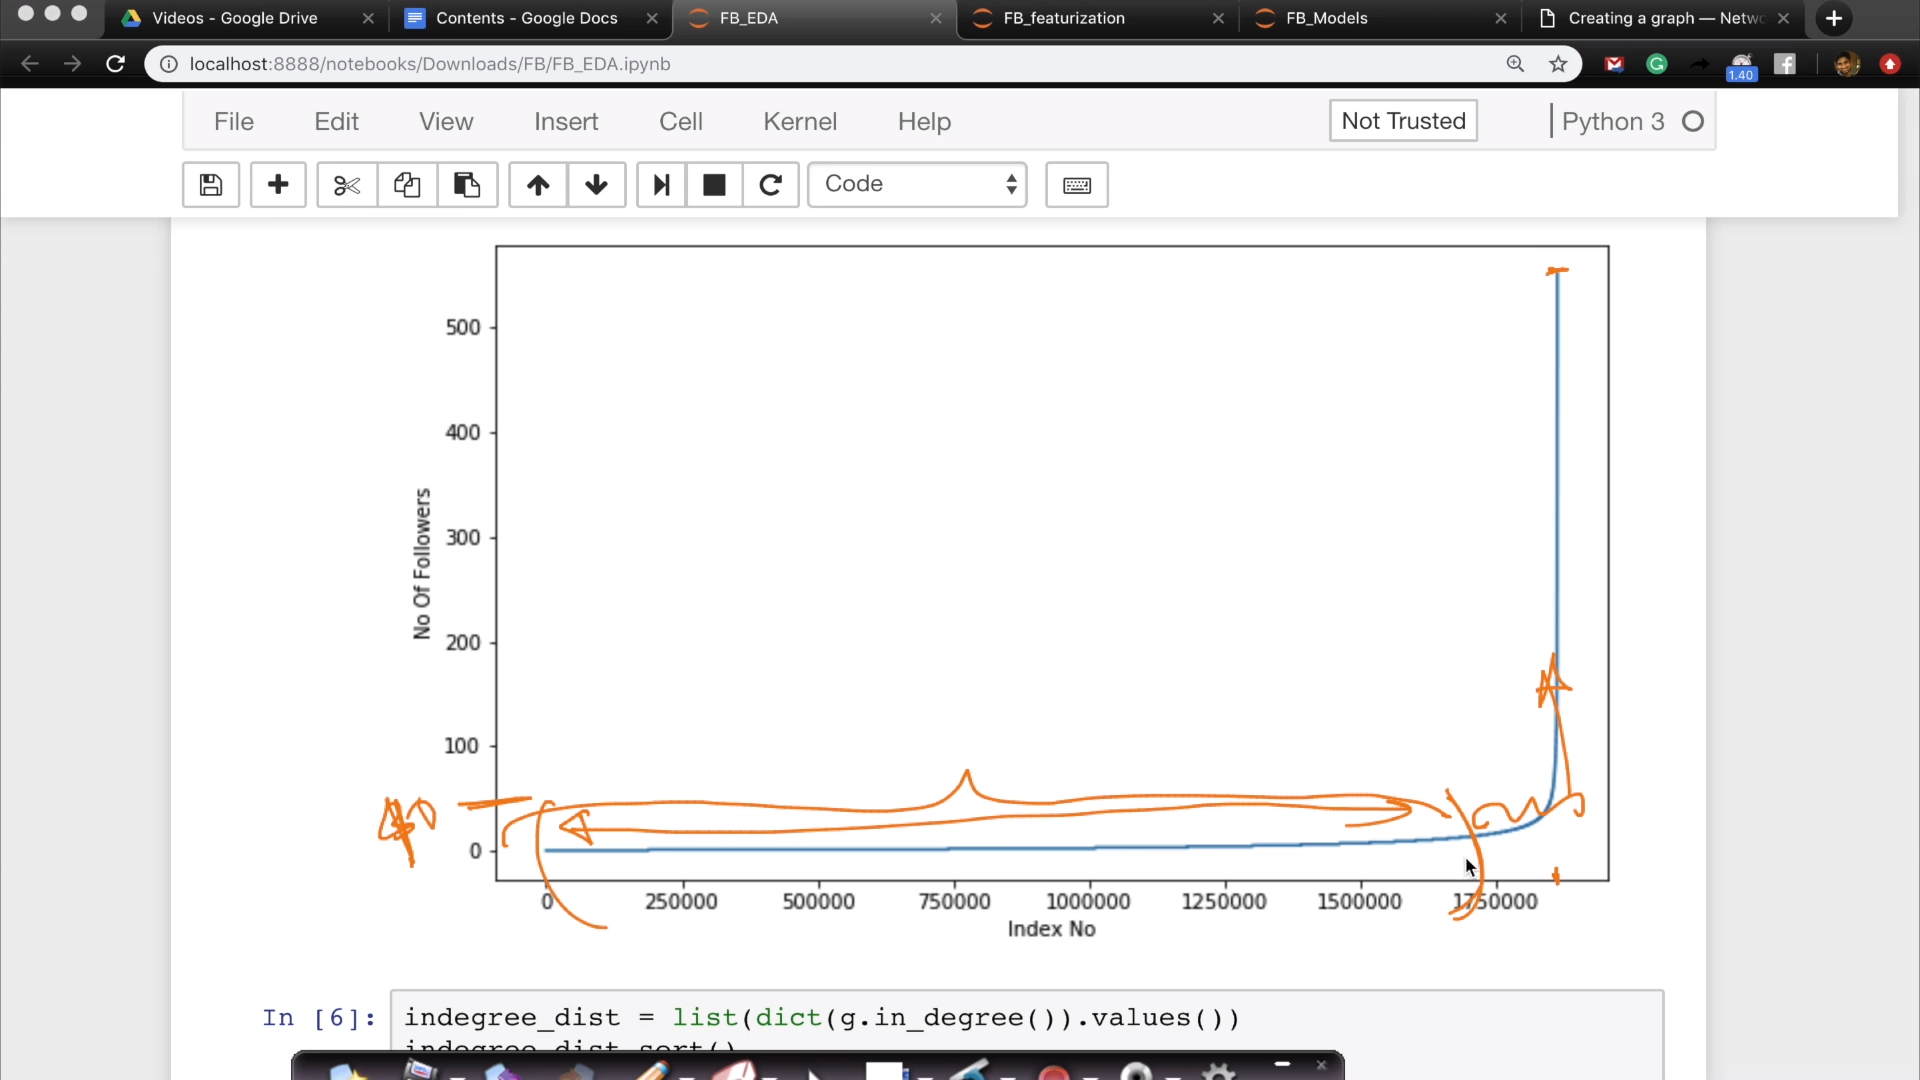 Videos - Google Drive
Contents - Google Docs
FB_EDA
FB_featurization
FB_Models
Creating a graph — Netw
localhost:8888/notebooks/Downloads/FB/FB_EDA.ipynb
1.40
File Edit View Insert Cell Kernel Help Not Trusted Python 3
Code
500
400
300
200
100
0
No Of Followers
0 250000 500000 750000 1000000 1250000 1500000 1750000
Index No
In [6]: indegree_dist = list(dict(g.in_degree()).values())
indegree_dist.sort()